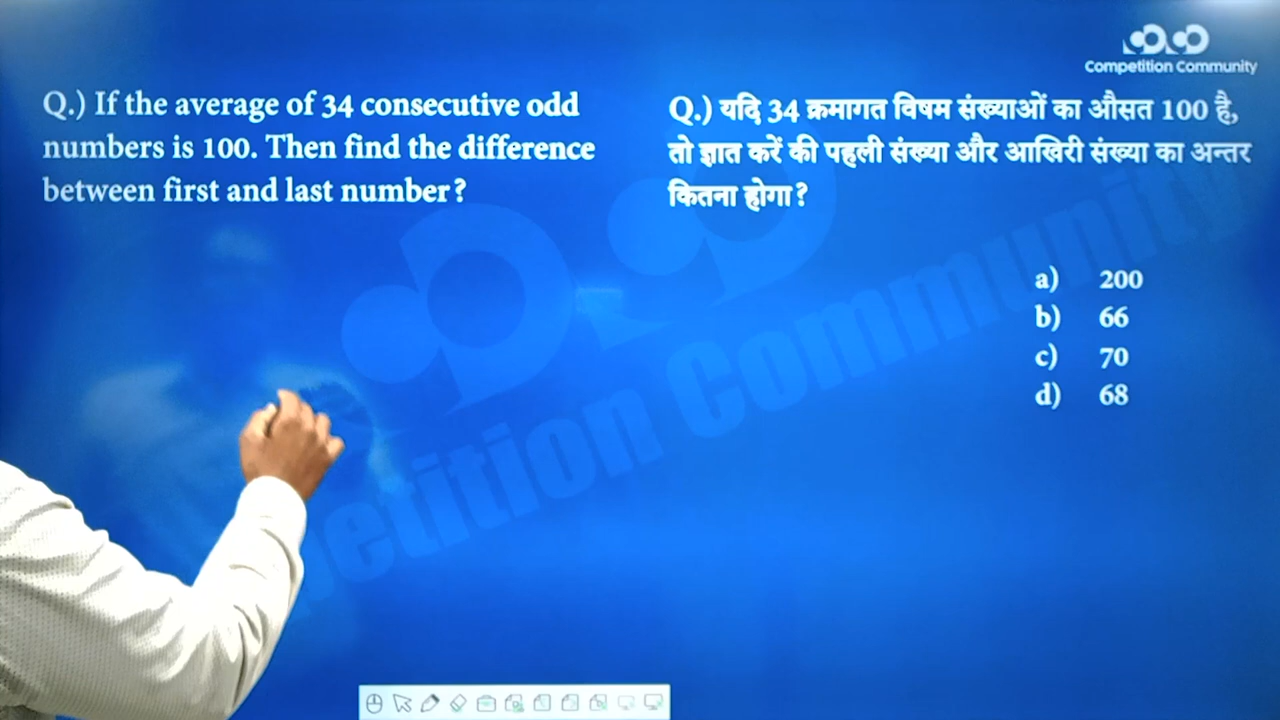 Competition Community
Q.) If the average of 34 consecutive odd
numbers is 100. Then find the difference
between first and last number?
Q.) यदि 34 क्रमागत विषम संख्याओं का औसत 100 है,
तो ज्ञात करें की पहली संख्या और आखिरी संख्या का अन्तर
कितना होगा?
a) 200
b) 66
c) 70
d) 68
petition Community